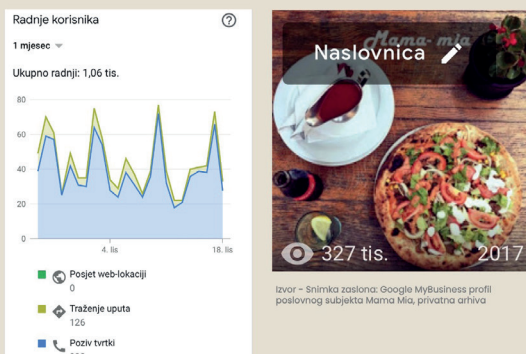 Radnje korisnika
1 mjesec
Ukupno radnji: 1,06 tis.
80
60
40
20
0
4. lis
18. lis
Posjet web-lokaciji
0
Traženje uputa
126
Poziv tvrtki
Mama- mia
Naslovnica
327 tis.
2017
Izvor - Snimka zaslona: Google MyBusiness profil
poslovnog subjekta Mama Mia, privatna arhiva